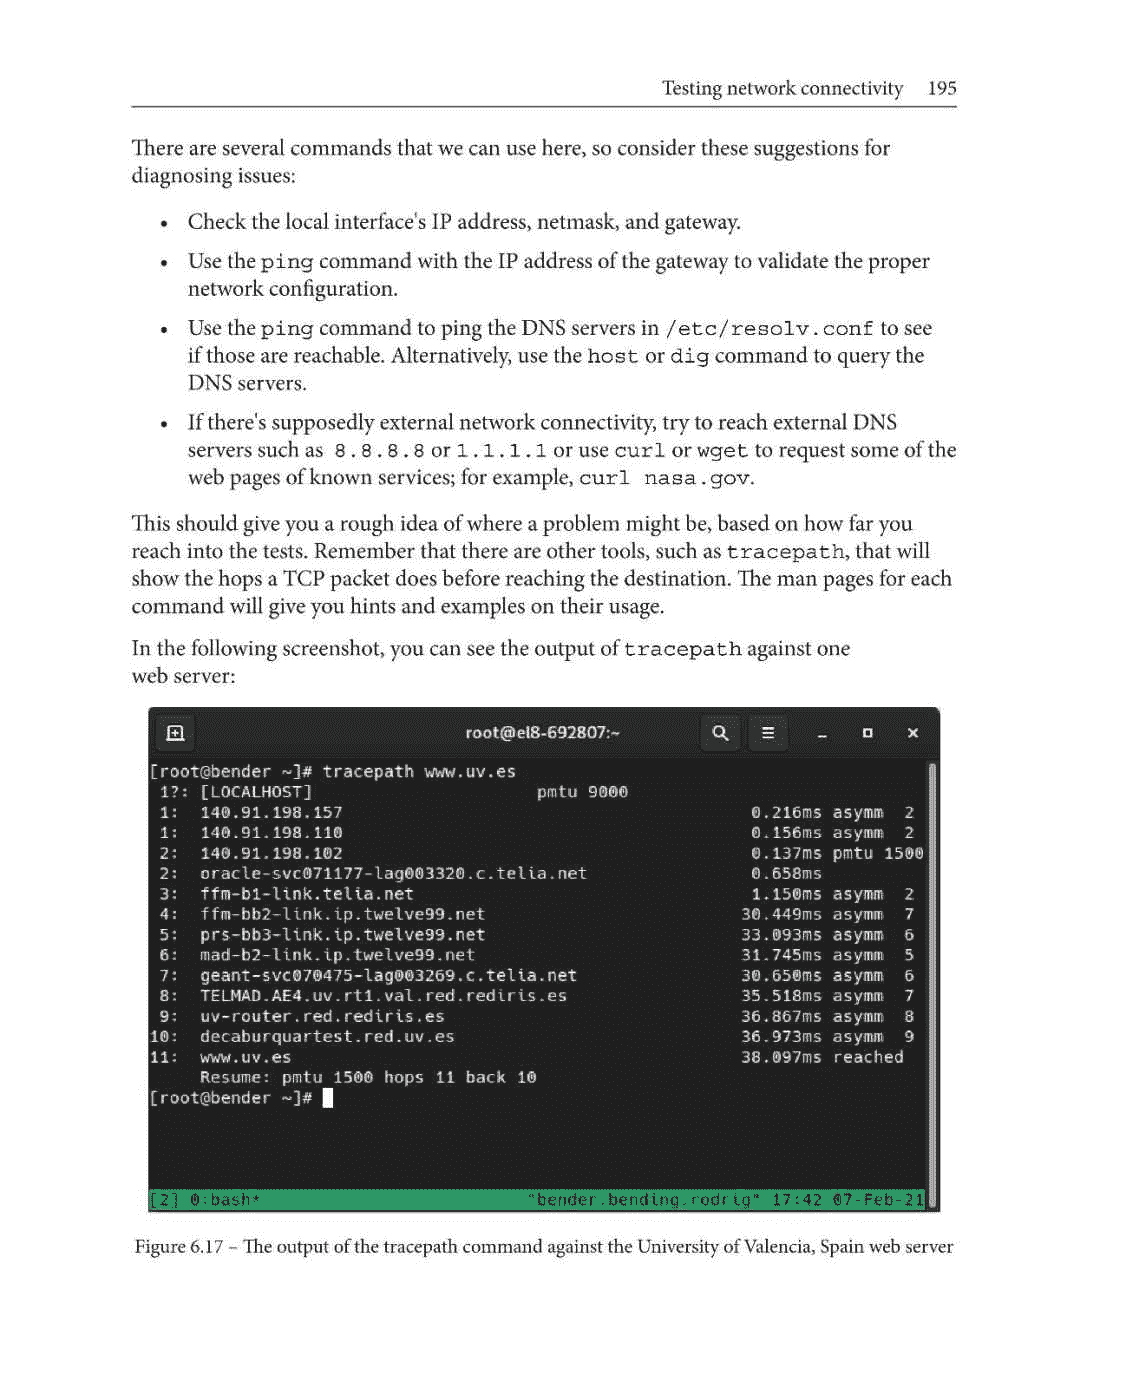 Testing network connectivity 195
There are several commands that we can use here, so consider these suggestions for
diagnosing issues:
• Check the local interface's IP address, netmask, and gateway.
• Use the ping command with the IP address of the gateway to validate the proper
network configuration.
• Use the ping command to ping the DNS servers in /etc/resolv.conf to see
if those are reachable. Alternatively, use the host or dig command to query the
DNS servers.
• If there's supposedly external network connectivity, try to reach external DNS
servers such as 8.8.8.8 or 1.1.1.1 or use curl or wget to request some of the
web pages of known services; for example, curl nasa.gov.
This should give you a rough idea of where a problem might be, based on how far you
reach into the tests. Remember that there are other tools, such as tracepath, that will
show the hops a TCP packet does before reaching the destination. The man pages for each
command will give you hints and examples on their usage.
In the following screenshot, you can see the output of tracepath against one
web server:
root@el8-692807:~
[root@bender ~]# tracepath www.uv.es
1?: [LOCALHOST] pmtu 9000
1: 140.91.198.157 0.216ms asymm 2
1: 140.91.198.110 0.156ms asymm 2
2: 140.91.198.102 0.137ms pmtu 1500
2: oracle-svc071177-lag003320.c.telia.net 0.658ms
3: ffm-b1-link.telia.net 1.150ms asymm 2
4: ffm-bb2-link.ip.twelve99.net 30.449ms asymm 7
5: prs-bb3-link.ip.twelve99.net 33.093ms asymm 6
6: mad-b2-link.ip.twelve99.net 31.745ms asymm 5
7: geant-svc070475-lag003269.c.telia.net 30.650ms asymm 6
8: TELMAD.AE4.uv.rt1.val.red.rediris.es 35.518ms asymm 7
9: uv-router.red.rediris.es 36.867ms asymm 8
10: decaburquartest.red.uv.es 36.973ms asymm 9
11: www.uv.es 38.097ms reached
Resume: pmtu 1500 hops 11 back 10
[root@bender ~]#
[2] 0:bash* "bender.bending.rodrig" 17:42 07-Feb-21
Figure 6.17 – The output of the tracepath command against the University of Valencia, Spain web server